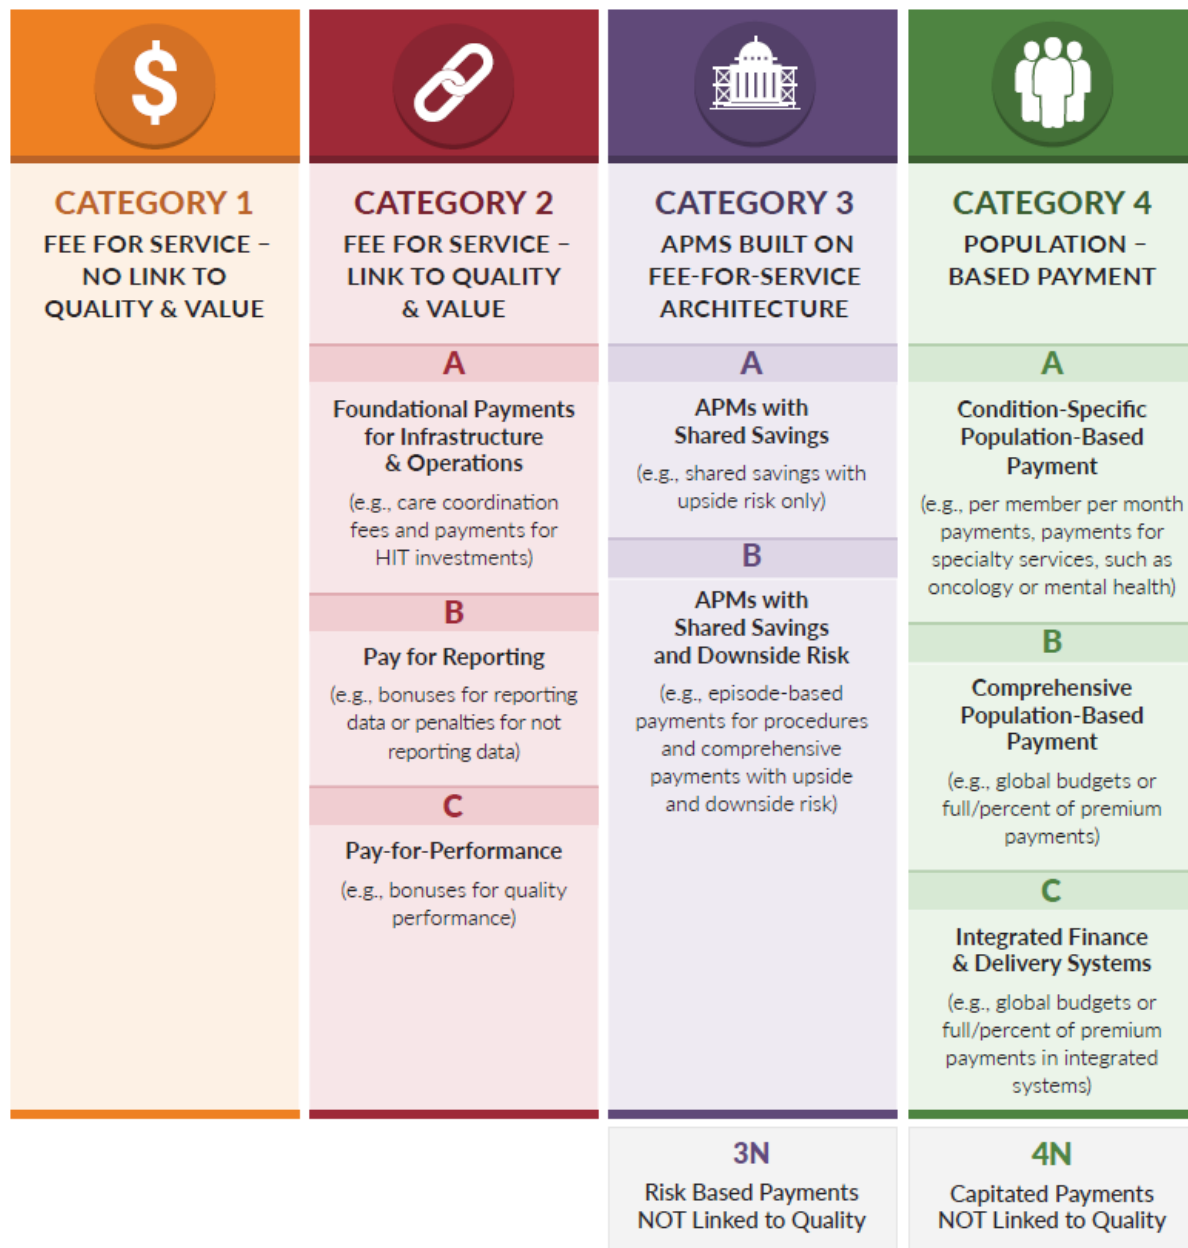 $
CATEGORY 1
FEE FOR SERVICE –
NO LINK TO
QUALITY & VALUE
CATEGORY 2
FEE FOR SERVICE –
LINK TO QUALITY
& VALUE
A
Foundational Payments
for Infrastructure
& Operations
(e.g., care coordination
fees and payments for
HIT investments)
B
Pay for Reporting
(e.g., bonuses for reporting
data or penalties for not
reporting data)
C
Pay-for-Performance
(e.g., bonuses for quality
performance)
CATEGORY 3
APMS BUILT ON
FEE-FOR-SERVICE
ARCHITECTURE
A
APMs with
Shared Savings
(e.g., shared savings with
upside risk only)
B
APMs with
Shared Savings
and Downside Risk
(e.g., episode-based
payments for procedures
and comprehensive
payments with upside
and downside risk)
3N
Risk Based Payments
NOT Linked to Quality
CATEGORY 4
POPULATION –
BASED PAYMENT
A
Condition-Specific
Population-Based
Payment
(e.g., per member per month
payments, payments for
specialty services, such as
oncology or mental health)
B
Comprehensive
Population-Based
Payment
(e.g., global budgets or
full/percent of premium
payments)
C
Integrated Finance
& Delivery Systems
(e.g., global budgets or
full/percent of premium
payments in integrated
systems)
4N
Capitated Payments
NOT Linked to Quality